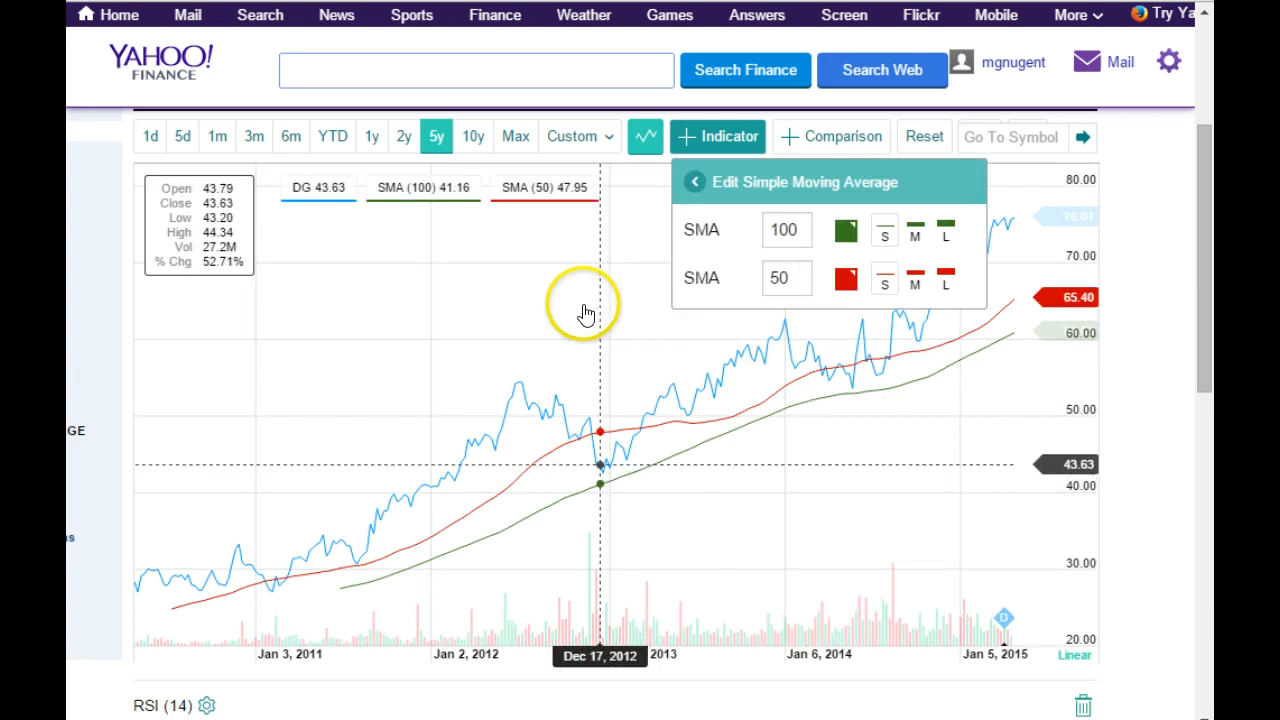 Home Mail Search News Sports Finance Weather Games Answers Screen Flickr Mobile More Try Ya
YAHOO!
FINANCE
Search Finance Search Web mgnugent Mail
1d 5d 1m 3m 6m YTD 1y 2y 5y 10y Max Custom Indicator Comparison Reset Go To Symbol
Open 43.79
Close 43.63
Low 43.20
High 44.34
Vol 27.2M
% Chg 52.71%
DG 43.63 SMA (100) 41.16 SMA (50) 47.95
Edit Simple Moving Average
SMA 100 S M L
SMA 50 S M L
80.00
76.01
70.00
65.40
60.00
50.00
43.63
40.00
30.00
20.00
GE
s
D
Jan 3, 2011 Jan 2, 2012 Dec 17, 2012 2013 Jan 6, 2014 Jan 5, 2015 Linear
RSI (14)